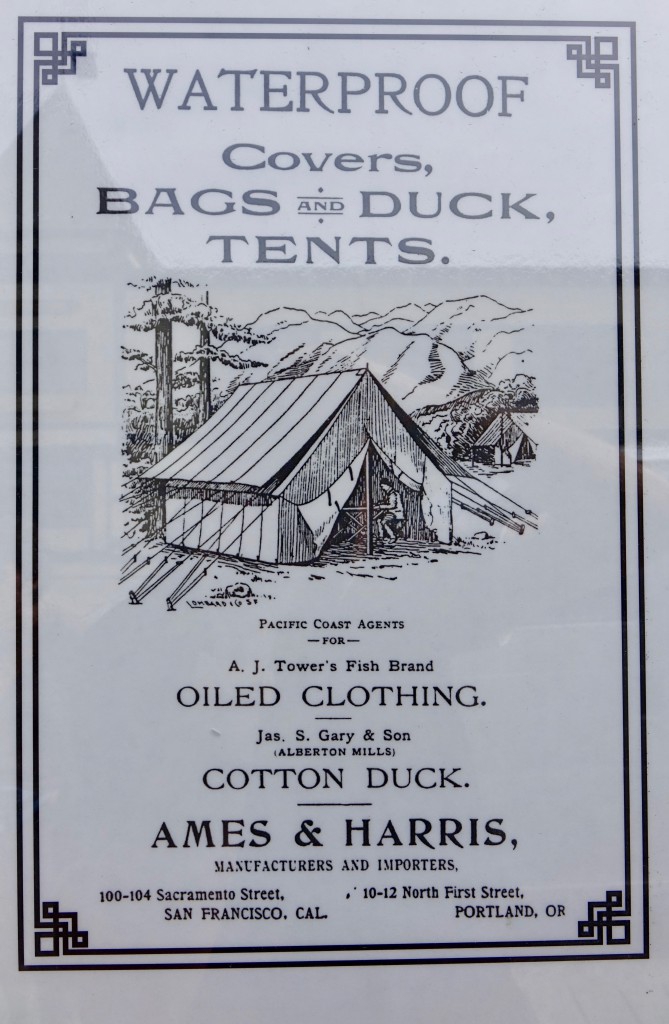 WATERPROOF
Covers,
BAGS AND DUCK,
TENTS.
LOMBARD & CO S.F.
PACIFIC COAST AGENTS
—FOR—
A. J. TOWER'S FISH BRAND
OILED CLOTHING.
Jas. S. Gary & Son
(ALBERTON MILLS)
COTTON DUCK.
AMES & HARRIS,
MANUFACTURERS AND IMPORTERS,
100-104 Sacramento Street, 10-12 North First Street,
SAN FRANCISCO. CAL. PORTLAND, OR